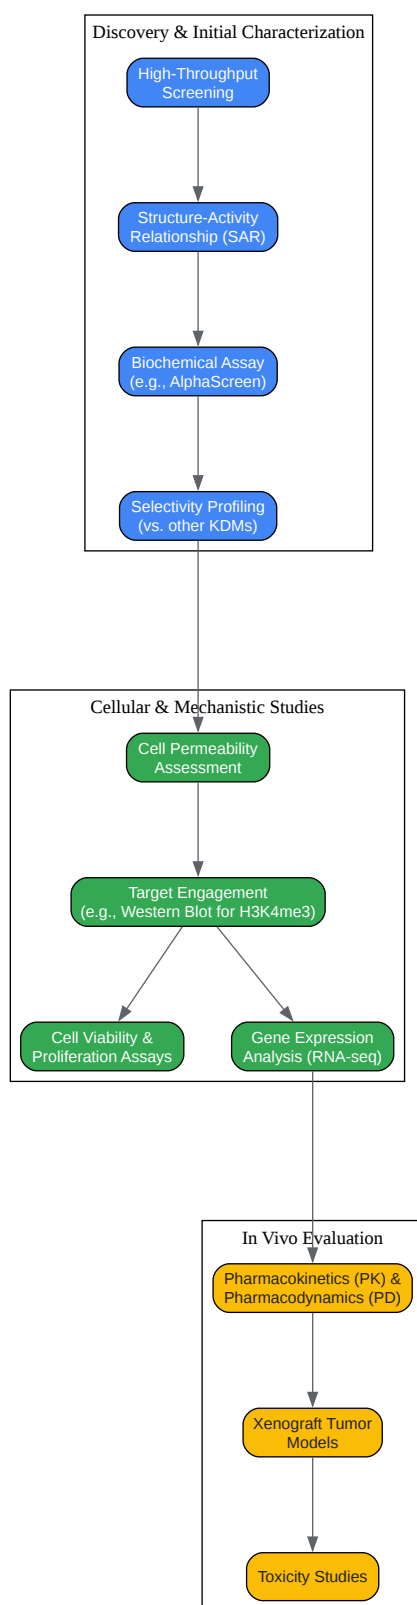 Discovery & Initial Characterization
High-Throughput
Screening
Structure-Activity
Relationship (SAR)
Biochemical Assay
(e.g., AlphaScreen)
Selectivity Profiling
(vs. other KDMs)
Cellular & Mechanistic Studies
Cell Permeability
Assessment
Target Engagement
(e.g., Western Blot for H3K4me3)
Cell Viability &
Proliferation Assays
Gene Expression
Analysis (RNA-seq)
In Vivo Evaluation
Pharmacokinetics (PK) &
Pharmacodynamics (PD)
Xenograft Tumor
Models
Toxicity Studies